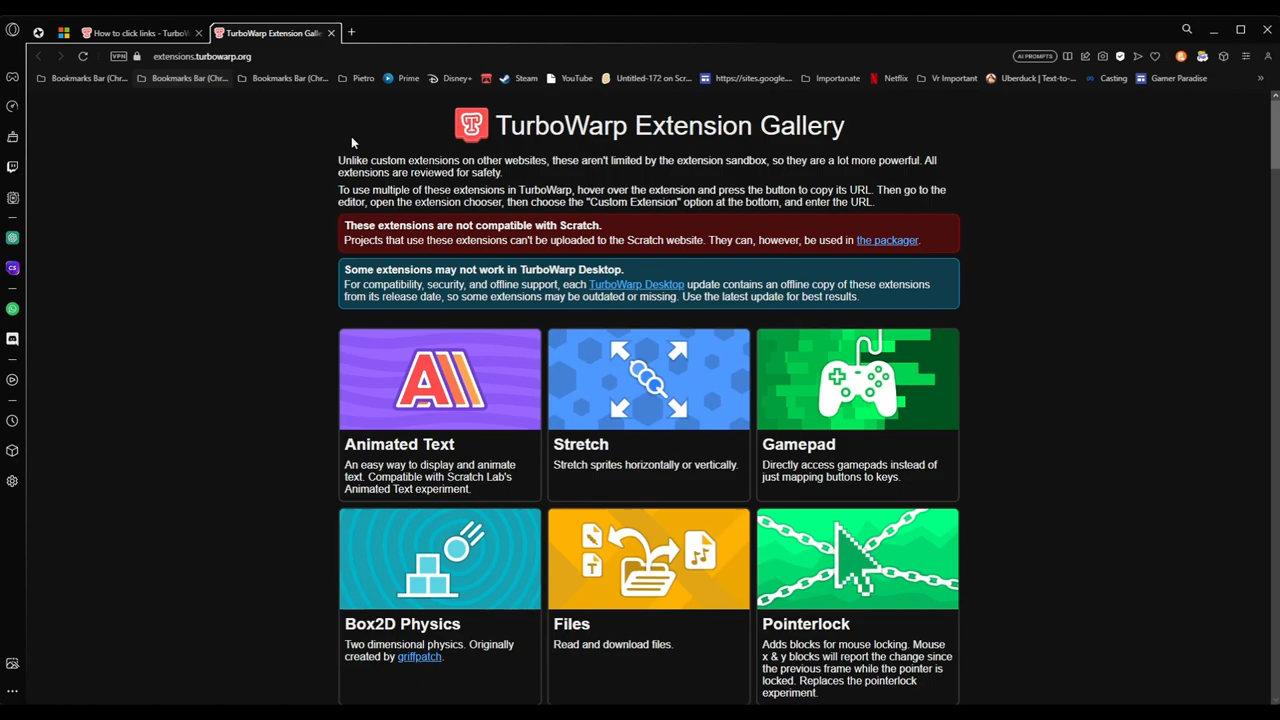 How to click links - TurboW
TurboWarp Extension Galle
VPN
extensions.turbowarp.org
AI PROMPTS
Bookmarks Bar (Chr...
Bookmarks Bar (Chr...
Bookmarks Bar (Chr...
Pietro
Prime
Disney+
Steam
YouTube
Untitled-172 on Scr...
https://sites.google...
Importanate
Netflix
Vr Important
Uberduck | Text-to-...
Casting
Gamer Paradise
TurboWarp Extension Gallery
Unlike custom extensions on other websites, these aren't limited by the extension sandbox, so they are a lot more powerful. All
extensions are reviewed for safety.
To use multiple of these extensions in TurboWarp, hover over the extension and press the button to copy its URL. Then go to the
editor, open the extension chooser, then choose the "Custom Extension" option at the bottom, and enter the URL.
These extensions are not compatible with Scratch.
Projects that use these extensions can't be uploaded to the Scratch website. They can, however, be used in the packager.
Some extensions may not work in TurboWarp Desktop.
For compatibility, security, and offline support, each TurboWarp Desktop update contains an offline copy of these extensions
from its release date, so some extensions may be outdated or missing. Use the latest update for best results.
Animated Text
An easy way to display and animate
text. Compatible with Scratch Lab's
Animated Text experiment.
Stretch
Stretch sprites horizontally or vertically.
Gamepad
Directly access gamepads instead of
just mapping buttons to keys.
Box2D Physics
Two dimensional physics. Originally
created by griffpatch.
Files
Read and download files.
Pointerlock
Adds blocks for mouse locking. Mouse
x & y blocks will report the change since
the previous frame while the pointer is
locked. Replaces the pointerlock
experiment.